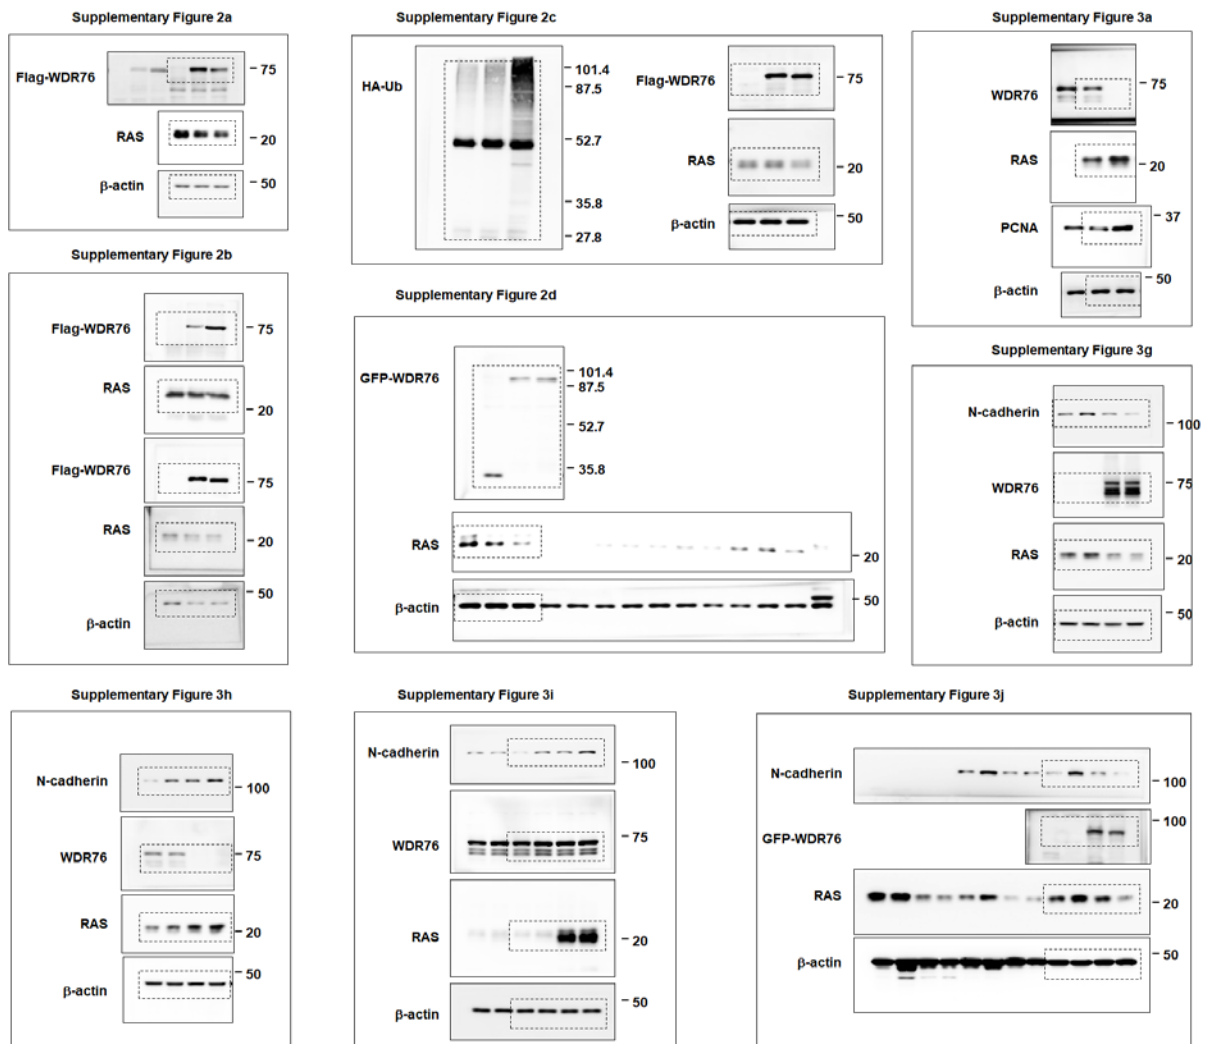 Supplementary Figure 2a
Flag-WDR76
75
RAS
20
β-actin
50
Supplementary Figure 2b
Flag-WDR76
75
RAS
20
Flag-WDR76
75
RAS
20
50
β-actin
Supplementary Figure 2c
HA-Ub
101.4
87.5
52.7
35.8
27.8
Flag-WDR76
75
RAS
20
β-actin
50
Supplementary Figure 2d
GFP-WDR76
101.4
87.5
52.7
35.8
RAS
20
β-actin
50
Supplementary Figure 3a
WDR76
75
RAS
20
PCNA
37
β-actin
50
Supplementary Figure 3g
N-cadherin
100
WDR76
75
RAS
20
β-actin
50
Supplementary Figure 3h
N-cadherin
100
WDR76
75
RAS
20
β-actin
50
Supplementary Figure 3i
N-cadherin
100
WDR76
75
RAS
20
β-actin
50
Supplementary Figure 3j
N-cadherin
100
GFP-WDR76
100
RAS
20
β-actin
50